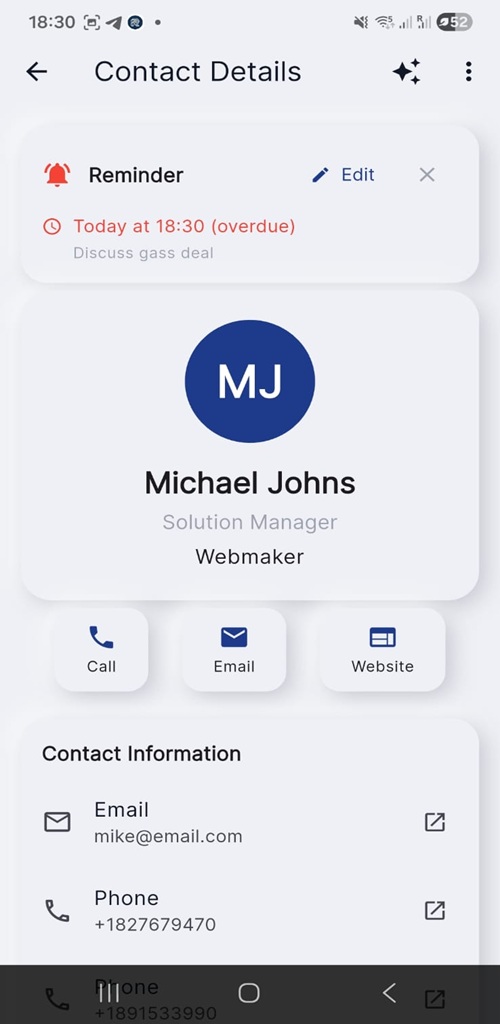 18:30
52
Contact Details
Reminder
Edit
Today at 18:30 (overdue)
Discuss gass deal
MJ
Michael Johns
Solution Manager
Webmaker
Call
Email
Website
Contact Information
Email
mike@email.com
Phone
+1827679470
Phone
+1891533990